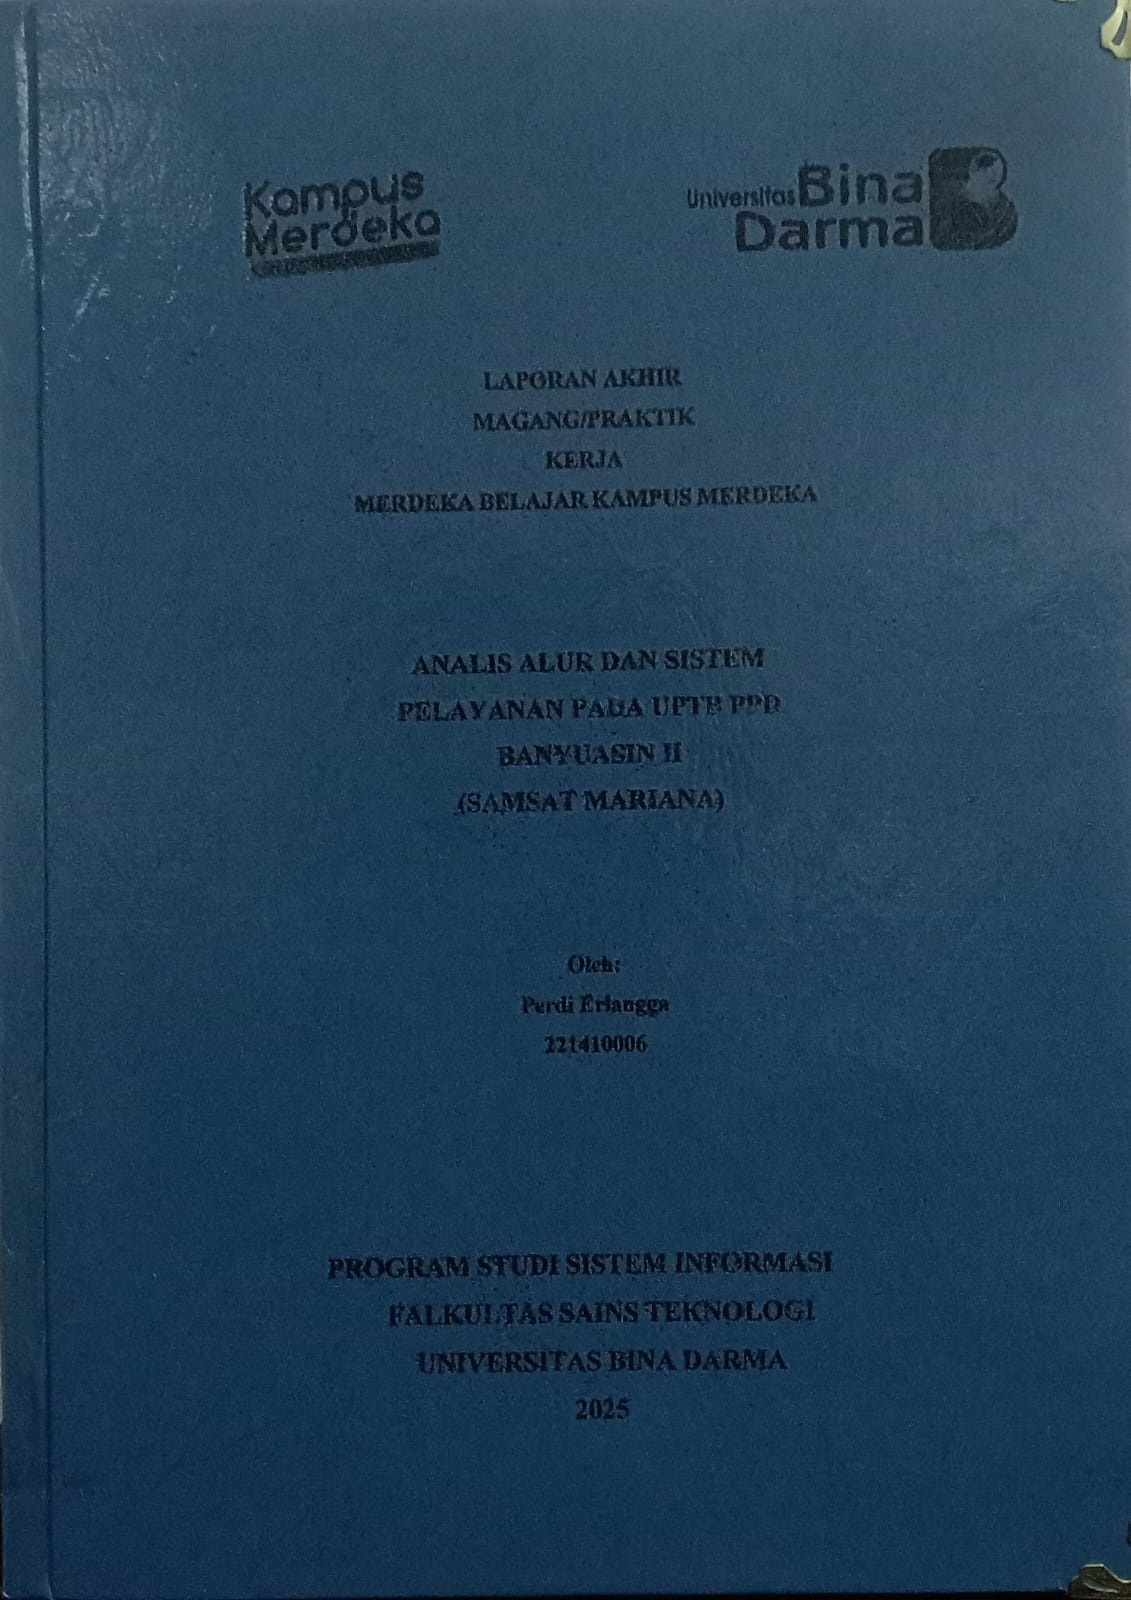 Kampus
Merdeka
Universitas Bina
Darma
LAPORAN AKHIR
MAGANG/PRAKTIK
KERJA
MERDEKA BELAJAR KAMPUS MERDEKA
ANALIS ALUR DAN SISTEM
PELAYANAN PADA UPTB PPD
BANYUASIN II
(SAMSAT MARIANA)
Oleh:
Perdi Erlangga
221410006
PROGRAM STUDI SISTEM INFORMASI
FALKULTAS SAINS TEKNOLOGI
UNIVERSITAS BINA DARMA
2025